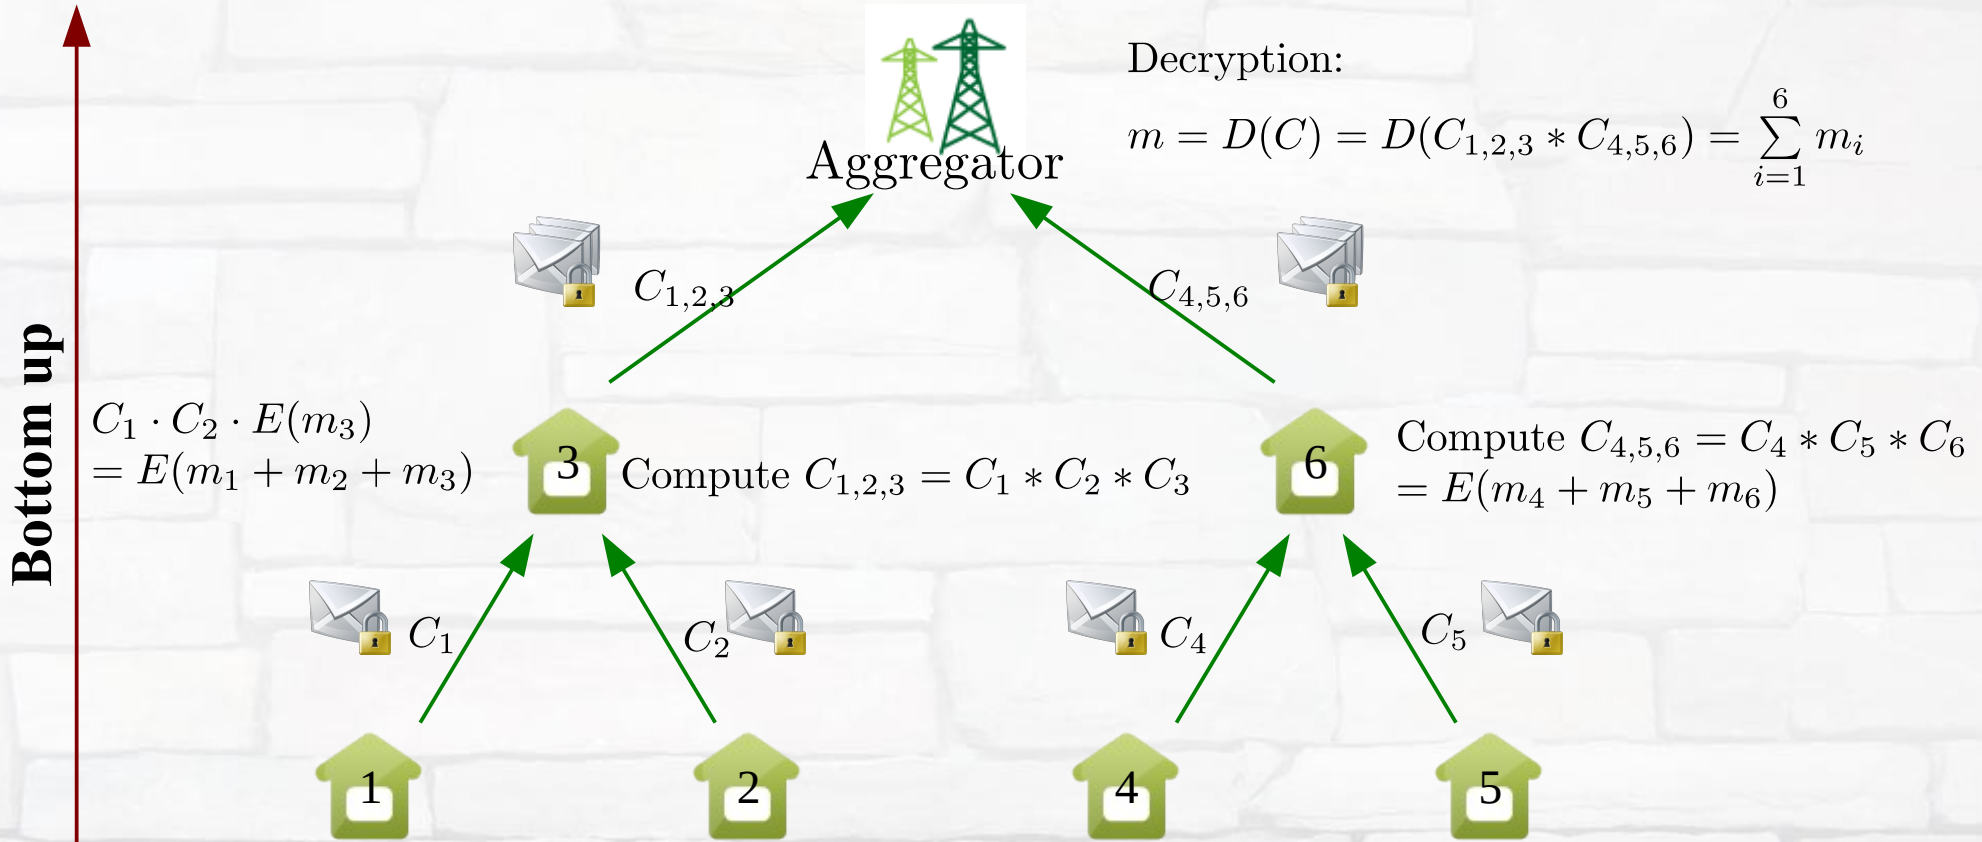 Decryption:
m = D(C) = D(C_{1,2,3} * C_{4,5,6}) = \sum_{i=1}^{6} m_i
Aggregator
C_{1,2,3}
C_{4,5,6}
Bottom up
C_1 · C_2 · E(m_3)
= E(m_1 + m_2 + m_3)
3
Compute C_{1,2,3} = C_1 * C_2 * C_3
6
Compute C_{4,5,6} = C_4 * C_5 * C_6
= E(m_4 + m_5 + m_6)
C_1
C_2
C_4
C_5
1
2
4
5